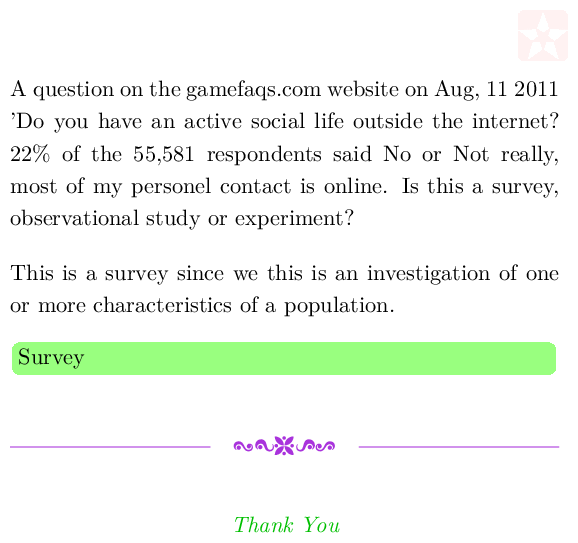 A question on the gamefaqs.com website on Aug, 11 2011
'Do you have an active social life outside the internet?
22% of the 55,581 respondents said No or Not really,
most of my personel contact is online. Is this a survey,
observational study or experiment?
This is a survey since we this is an investigation of one
or more characteristics of a population.
Survey
Thank You